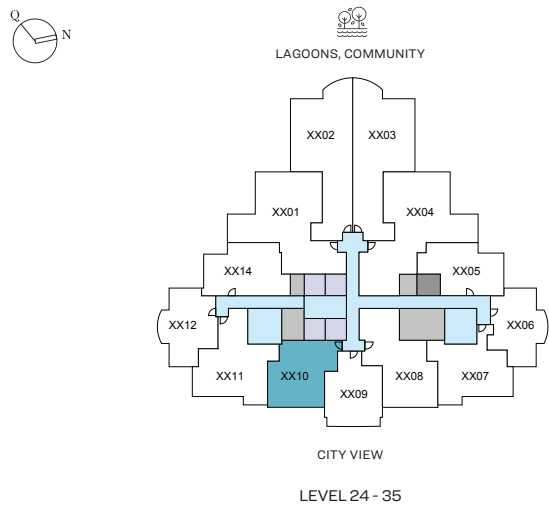 Q
N
LAGOONS, COMMUNITY
XX02 XX03
XX01 XX04
XX14 XX05
XX12 XX06
XX11 XX10 XX09 XX08 XX07
CITY VIEW
LEVEL 24 - 35